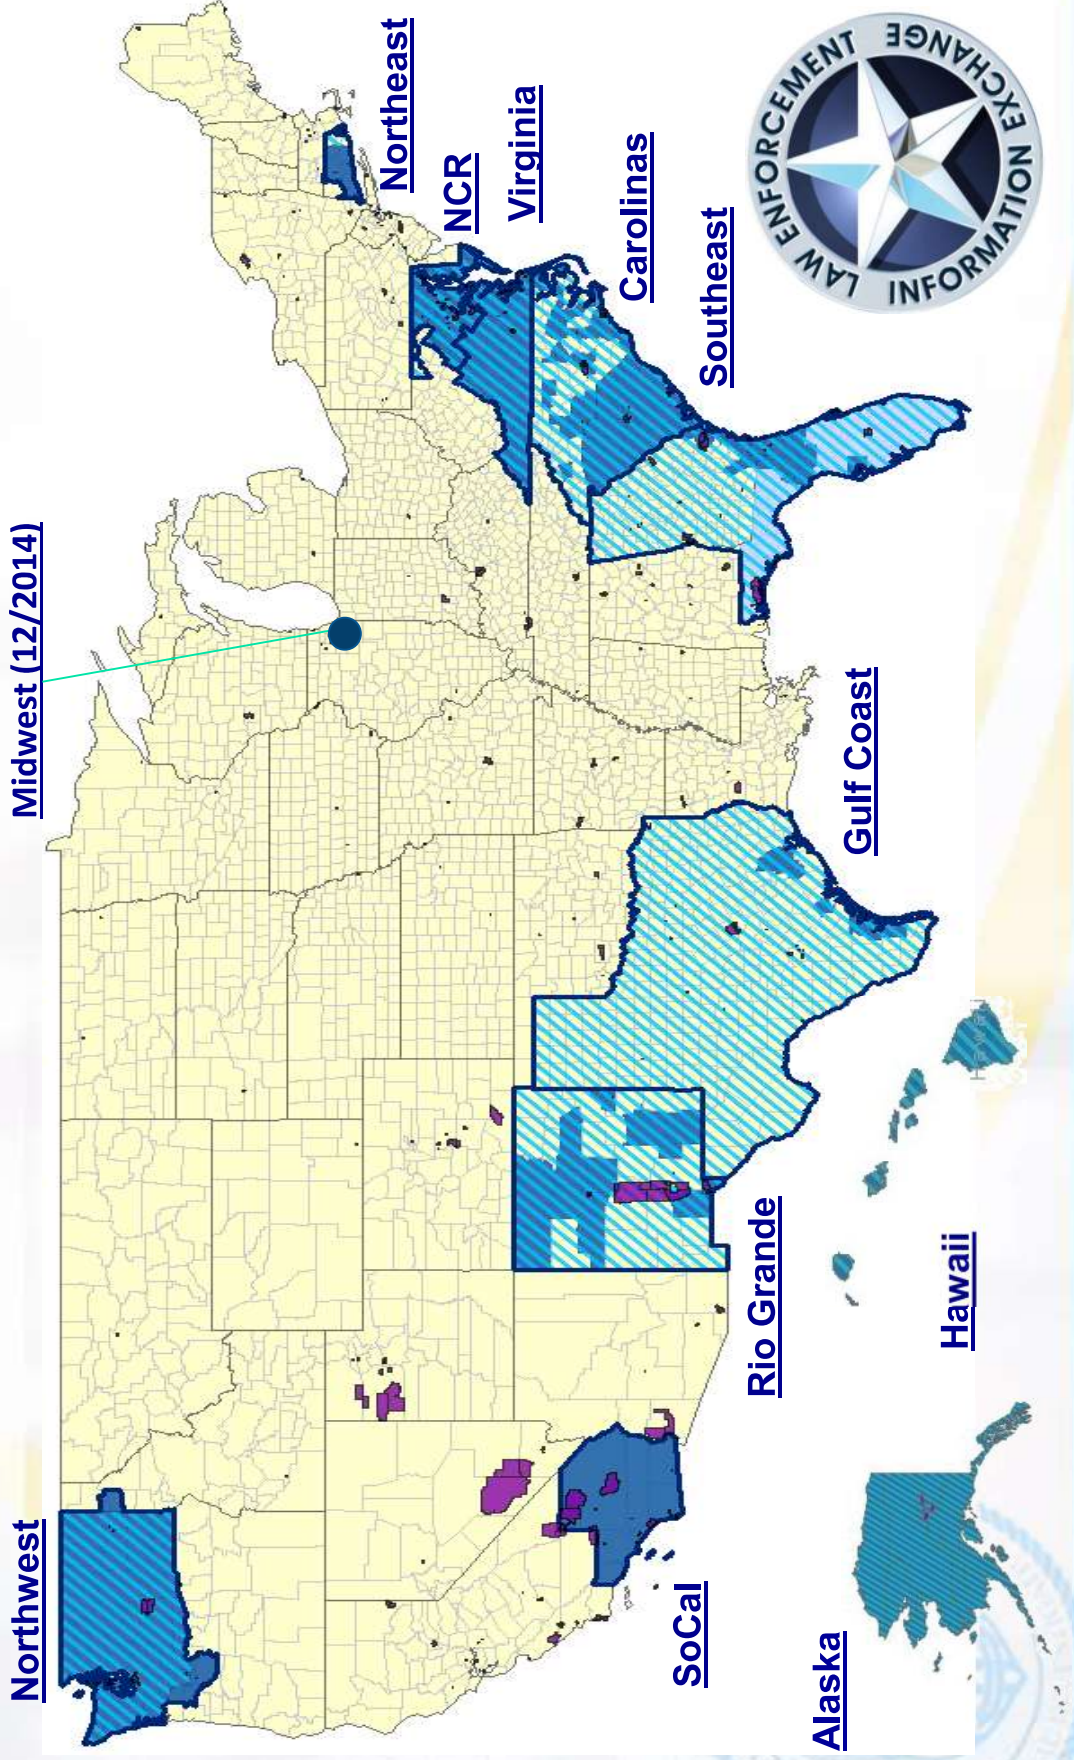 Northwest
Midwest (12/2014)
Northeast
NCR
Virginia
Carolinas
Southeast
SoCal
Rio Grande
Gulf Coast
Alaska
Hawaii
LAW ENFORCEMENT
INFORMATION EXCHANGE